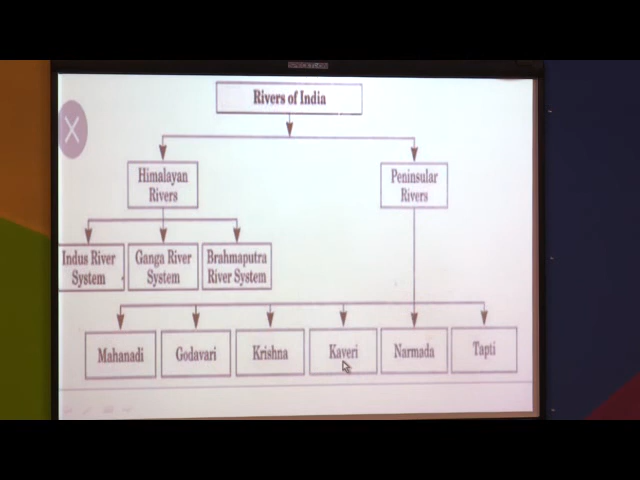 Rivers of India
Himalayan
Rivers
Peninsular
Rivers
Indus River
System
Ganga River
System
Brahmaputra
River System
Mahanadi
Godavari
Krishna
Kaveri
Narmada
Tapti